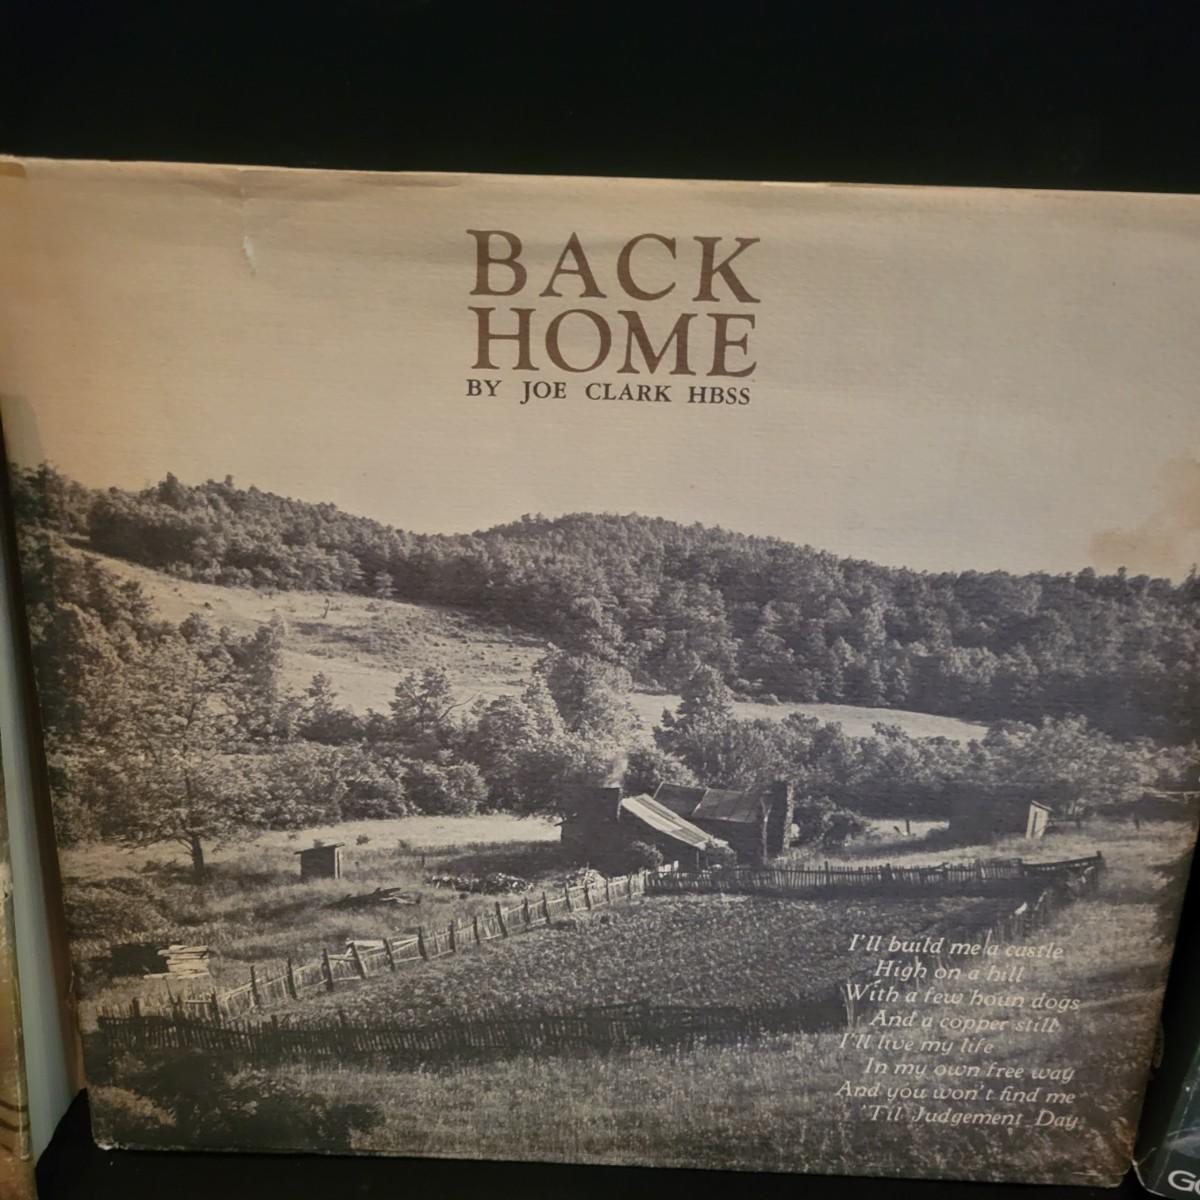 BACK
HOME
BY JOE CLARK HBSS
I'll build me a castle
High on a hill
With a few houn dogs
And a copper still
I'll live my life
In my own free way
And you won't find me
'Til Judgement Day